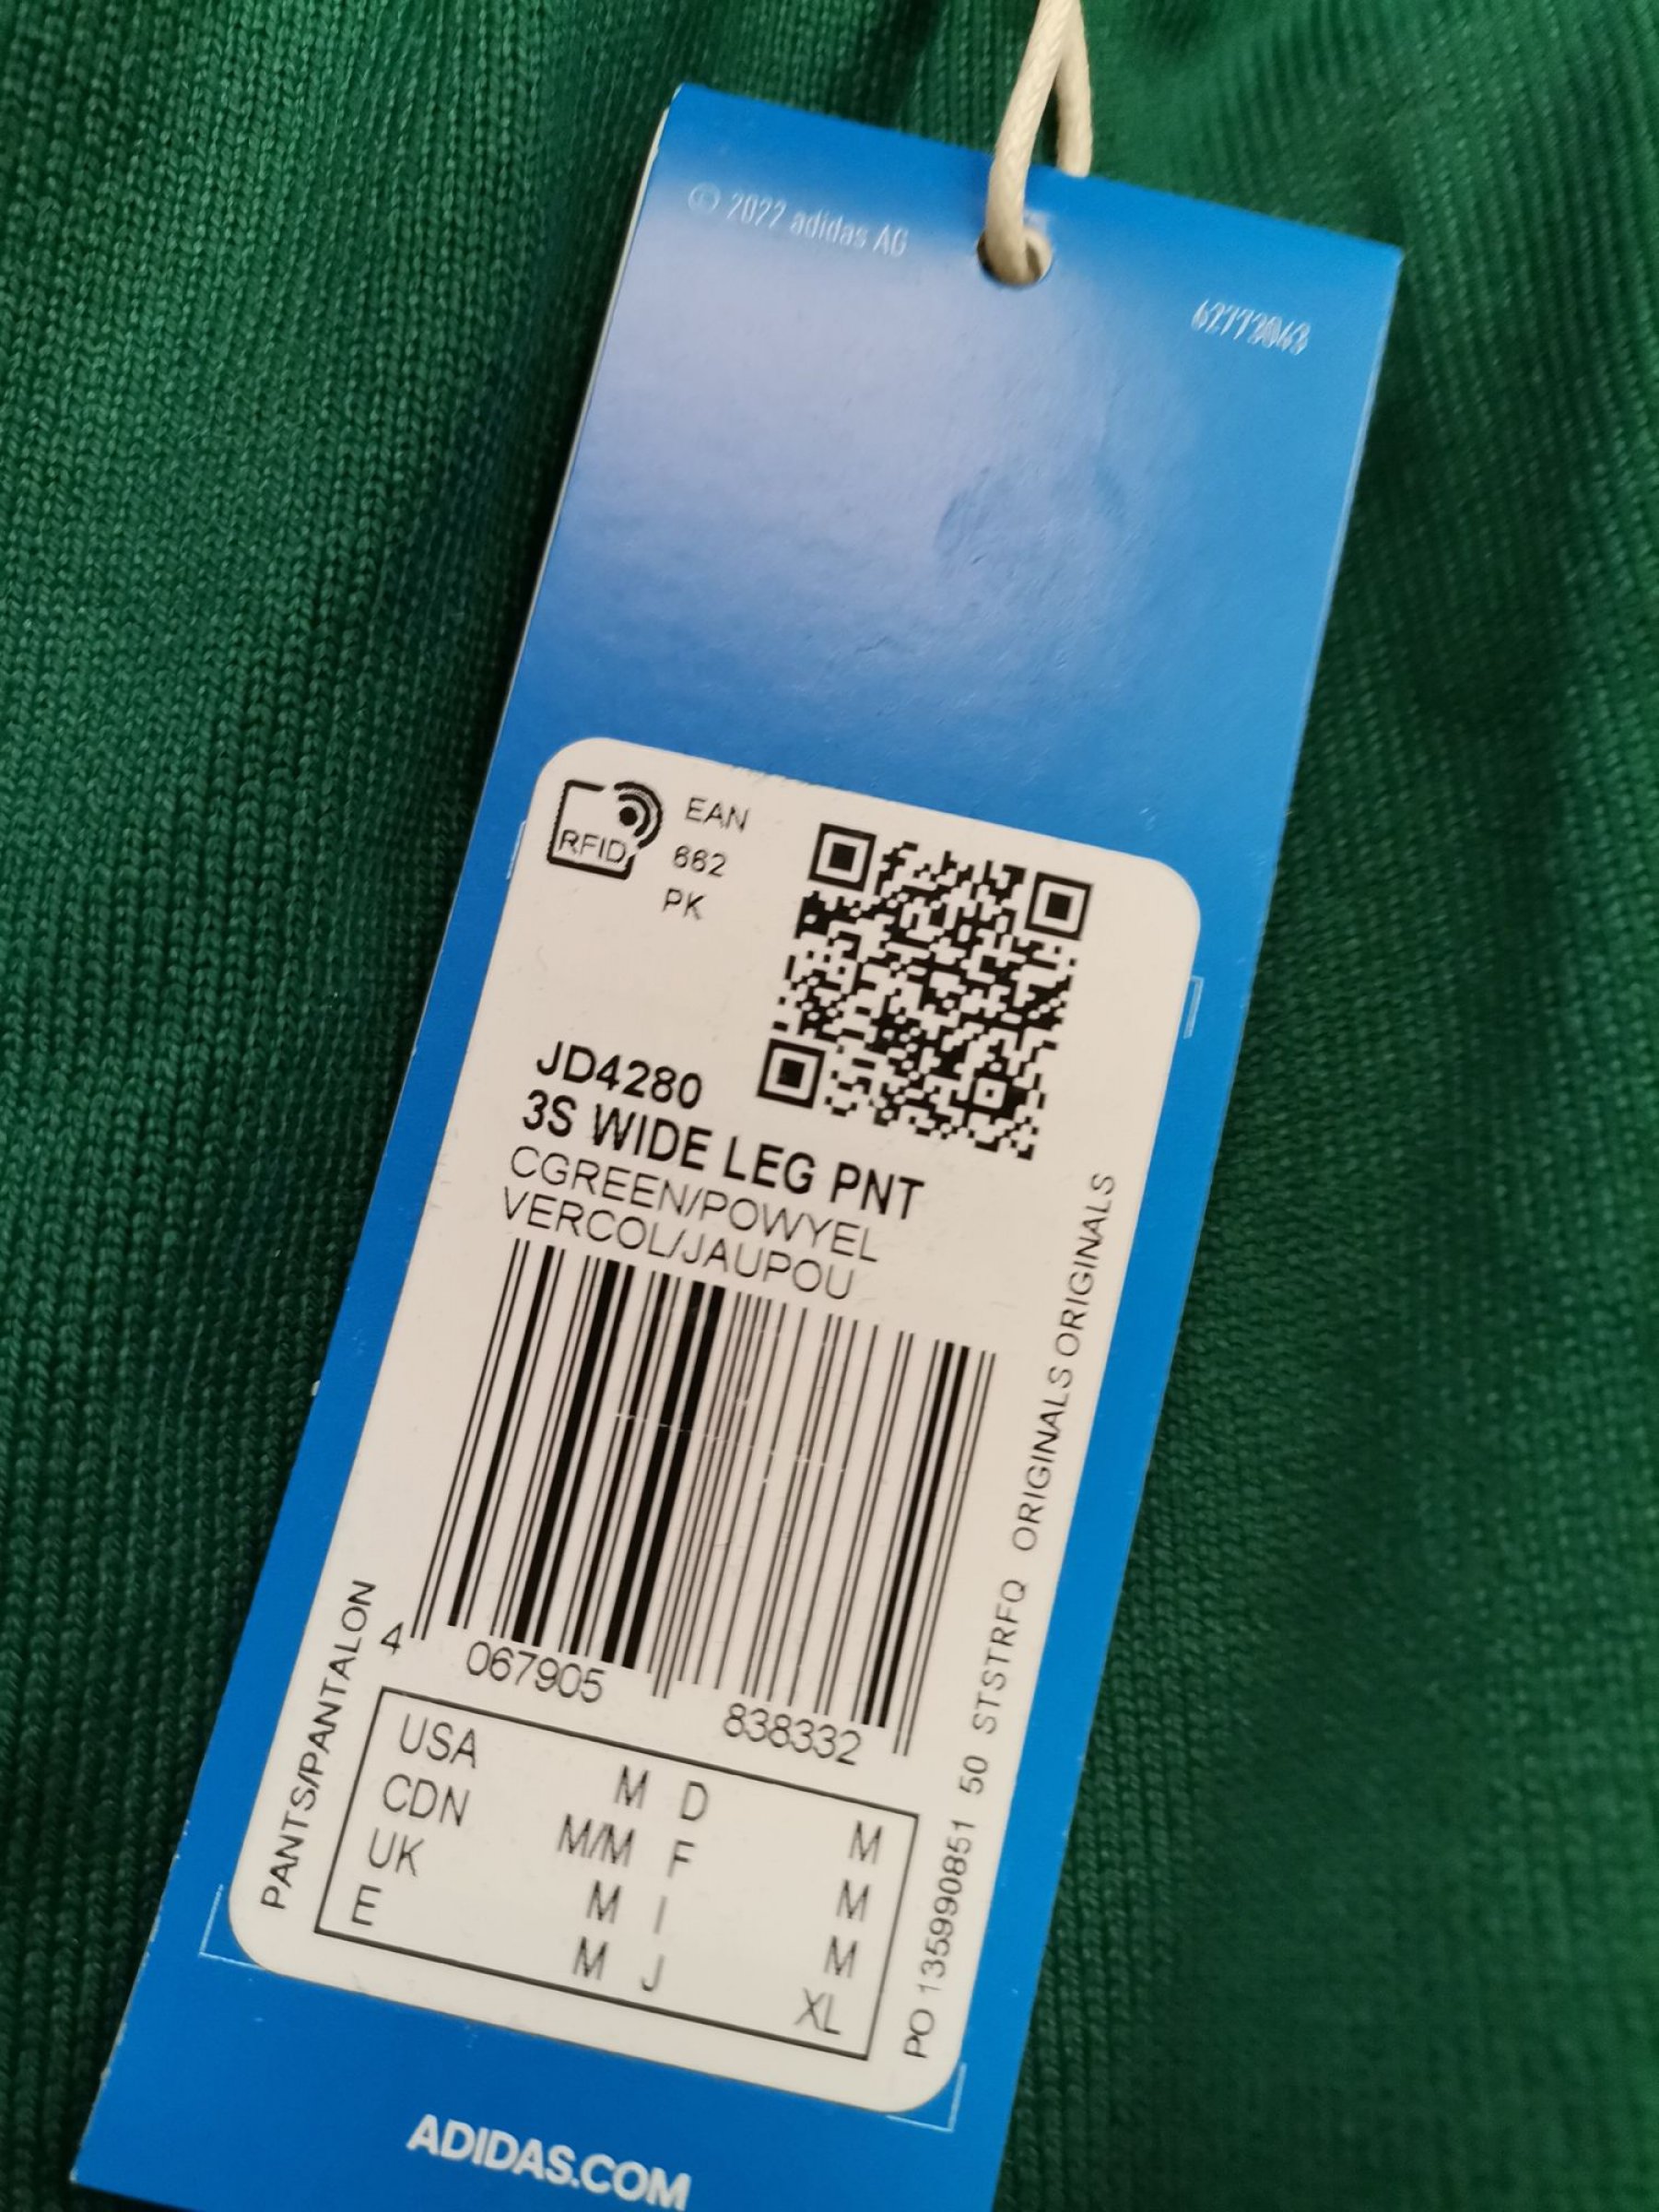 © 2022 adidas AG
62773043
RFID
EAN
662
PK
JD4280
3S WIDE LEG PNT
CGREEN/POWYEL
VERCOL/JAUPOU
4 067905 838332
PANTS/PANTALON
USA M D M
CDN M/M F M
UK M I M
E M J XL
PO 135990851 50 STSTRFQ ORIGINALS ORIGINALS
ADIDAS.COM